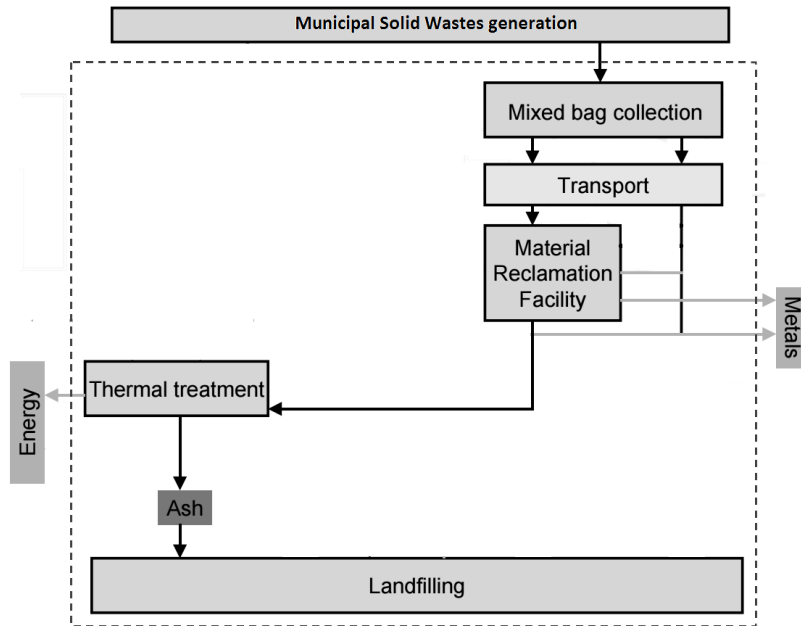 Municipal Solid Wastes generation
Mixed bag collection
Transport
Material
Reclamation
Facility
Metals
Thermal treatment
Energy
Ash
Landfilling